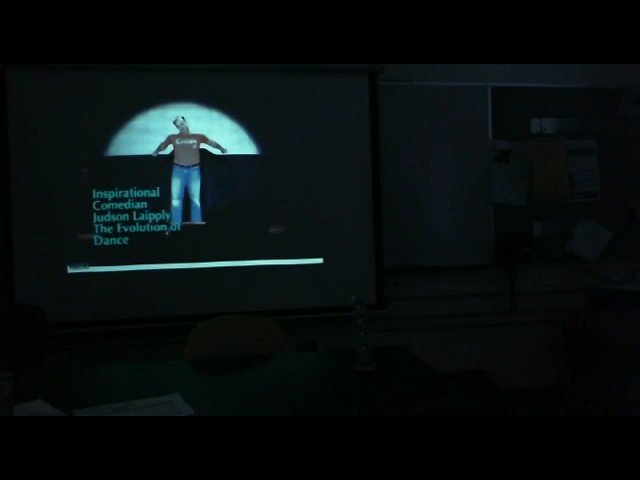 Inspirational
Comedian
Judson Laipply
The Evolution of
Dance